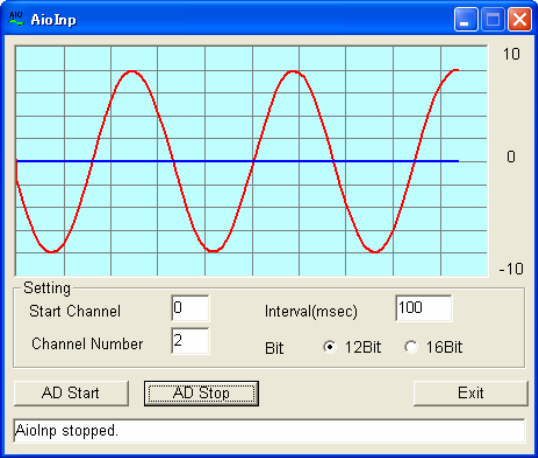 AIO AioInp
10
0
-10
Setting
Start Channel 0 Interval(msec) 100
Channel Number 2 Bit 12Bit 16Bit
AD Start AD Stop Exit
AioInp stopped.